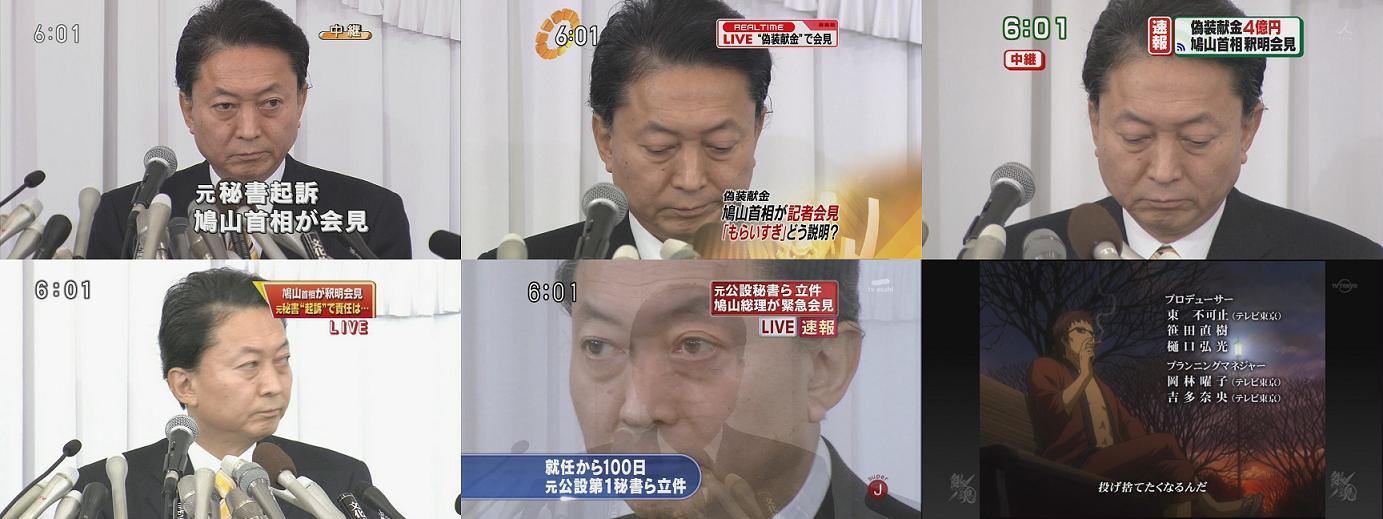 6:01
中継
元秘書起訴
鳩山首相が会見
6:01
REALTIME
LIVE "偽装献金"で会見
偽装献金
鳩山首相が記者会見
「もらいすぎ」どう説明?
6:01
中継
速報
偽装献金4億円
鳩山首相 釈明会見
6:01
鳩山首相が釈明会見
元秘書"起訴"で責任は…
LIVE
6:01
tv asahi
元公設秘書ら立件
鳩山総理が緊急会見
LIVE 速報
就任から100日
元公設第1秘書ら立件
super J
TV TOKYO
プロデューサー
東 不可止(テレビ東京)
笹田直樹
樋口弘光
プランニングマネジャー
岡林曜子(テレビ東京)
吉多奈央(テレビ東京)
投げ捨てたくなるんだ
銀魂
銀魂